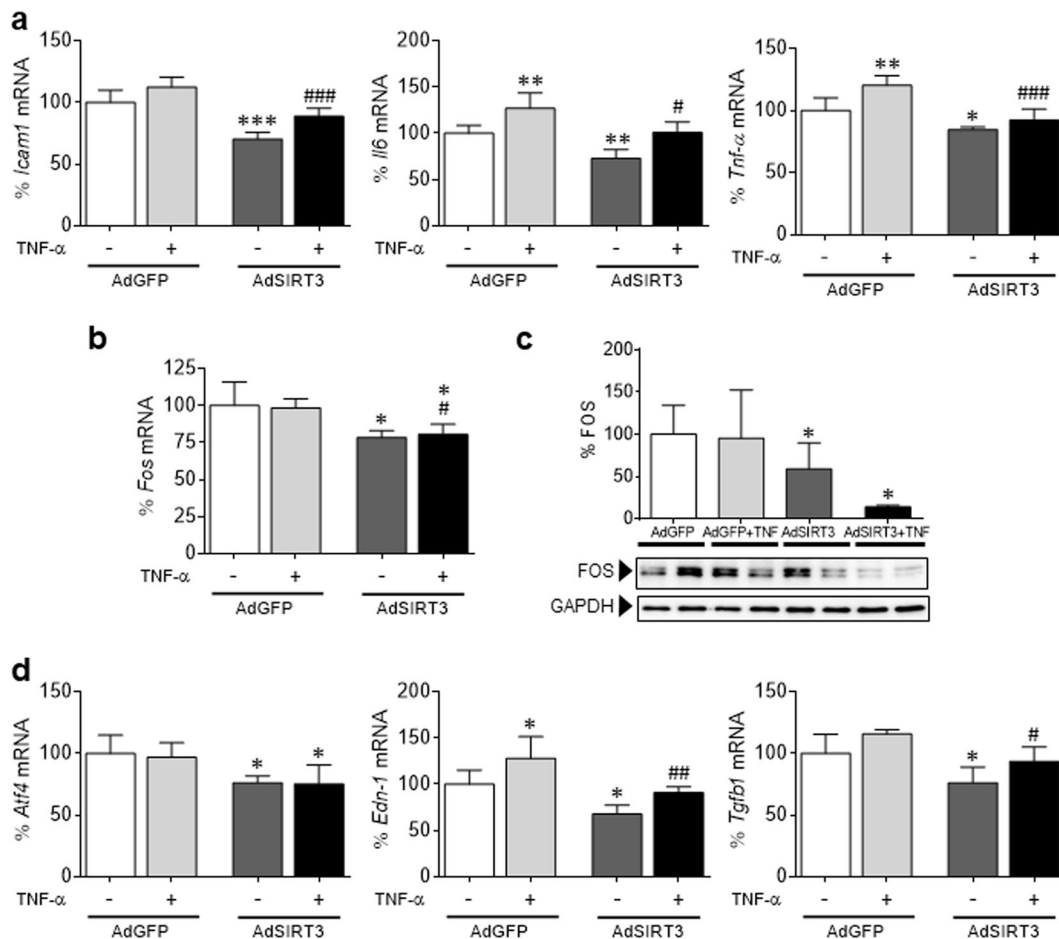 a
% Icam1 mRNA
150
100
50
0
***
###
TNF-α - + - +
AdGFP AdSIRT3
% Il6 mRNA
200
150
100
50
0
**
**
#
TNF-α - + - +
AdGFP AdSIRT3
% Tnf-α mRNA
150
100
50
0
**
*
###
TNF-α - + - +
AdGFP AdSIRT3
b
% Fos mRNA
125
100
75
50
25
0
*
*
#
TNF-α - + - +
AdGFP AdSIRT3
c
% FOS
200
150
100
50
0
*
*
AdGFP AdGFP+TNF AdSIRT3 AdSIRT3+TNF
FOS
GAPDH
d
% Atf4 mRNA
150
100
50
0
*
*
TNF-α - + - +
AdGFP AdSIRT3
% Edn-1 mRNA
200
150
100
50
0
*
*
##
TNF-α - + - +
AdGFP AdSIRT3
% Tgfb1 mRNA
150
100
50
0
*
#
TNF-α - + - +
AdGFP AdSIRT3